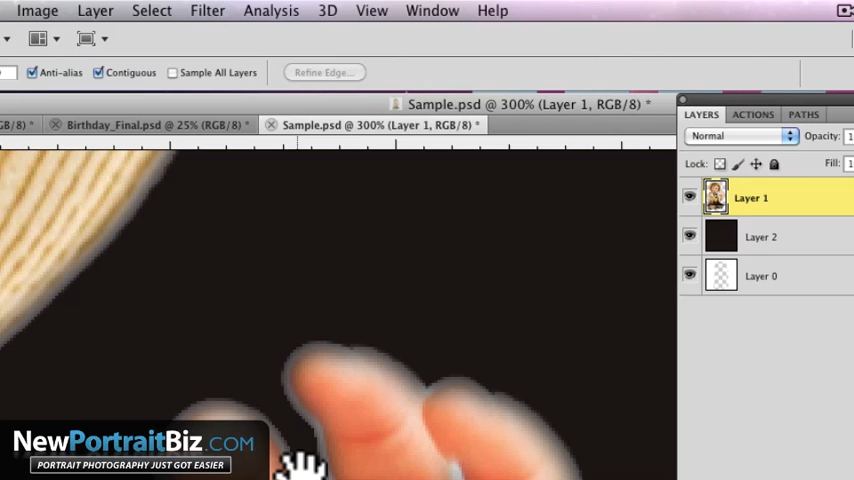 Image Layer Select Filter Analysis 3D View Window Help
Anti-alias Contiguous Sample All Layers Refine Edge...
Sample.psd @ 300% (Layer 1, RGB/8) *
GB/8) * Birthday_Final.psd @ 25% (RGB/8) * Sample.psd @ 300% (Layer 1, RGB/8) *
LAYERS ACTIONS PATHS
Normal Opacity: 1
Lock: Fill: 1
Layer 1
Layer 2
Layer 0
NewPortraitBiz.COM
PORTRAIT PHOTOGRAPHY JUST GOT EASIER